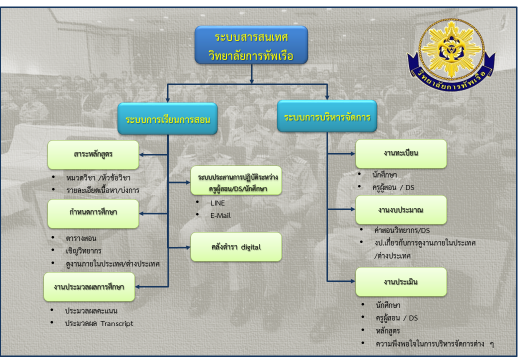 ระบบสารสนเทศ
วิทยาลัยการทัพเรือ
วิทยาลัยการทัพเรือ
ระบบการเรียนการสอน
ระบบการบริหารจัดการ
สาระหลักสูตร
• หมวดวิชา /หัวข้อวิชา
• รายละเอียดเนื้อหา/บ่งการ
กำหนดการศึกษา
• ตารางสอน
• เชิญวิทยากร
• ดูงานภายในประเทศ/ต่างประเทศ
งานประมวลผลการศึกษา
• ประมวลผลคะแนน
• ประมวลผล Transcript
ระบบประสานการปฏิบัติระหว่าง
ครูผู้สอน/DS/นักศึกษา
• LINE
• E-Mail
คลังตำรา digital
งานทะเบียน
• นักศึกษา
• ครูผู้สอน / DS
งานงบประมาณ
• ค่าสอนวิทยากร/DS
• งป.เกี่ยวกับการดูงานภายในประเทศ
/ต่างประเทศ
งานประเมิน
• นักศึกษา
• ครูผู้สอน / DS
• หลักสูตร
• ความพึงพอใจในการบริหารจัดการต่าง ๆ